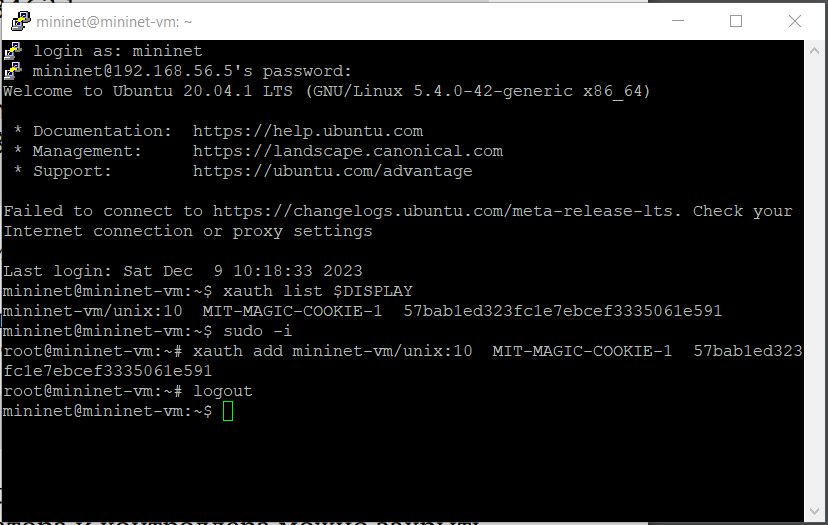 mininet@mininet-vm: ~
login as: mininet
mininet@192.168.56.5's password:
Welcome to Ubuntu 20.04.1 LTS (GNU/Linux 5.4.0-42-generic x86_64)
* Documentation:  https://help.ubuntu.com
* Management:     https://landscape.canonical.com
* Support:        https://ubuntu.com/advantage
Failed to connect to https://changelogs.ubuntu.com/meta-release-lts. Check your
Internet connection or proxy settings
Last login: Sat Dec  9 10:18:33 2023
mininet@mininet-vm:~$ xauth list $DISPLAY
mininet-vm/unix:10  MIT-MAGIC-COOKIE-1  57bab1ed323fc1e7ebcef3335061e591
mininet@mininet-vm:~$ sudo -i
root@mininet-vm:~# xauth add mininet-vm/unix:10  MIT-MAGIC-COOKIE-1  57bab1ed323
fc1e7ebcef3335061e591
root@mininet-vm:~# logout
mininet@mininet-vm:~$